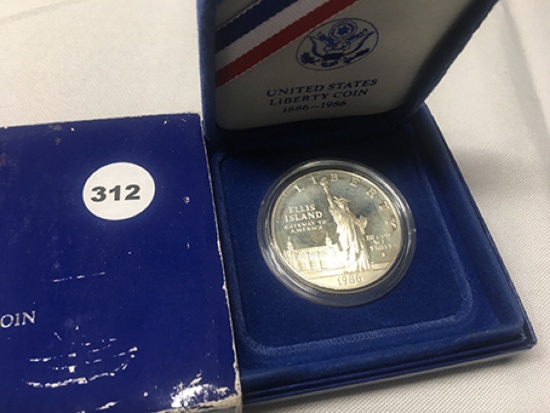 UNITED STATES
LIBERTY COIN
1886~1986
312
OIN
LIBERTY
ELLIS
ISLAND
GATEWAY TO
AMERICA
IN GOD
WE
TRUST
1986